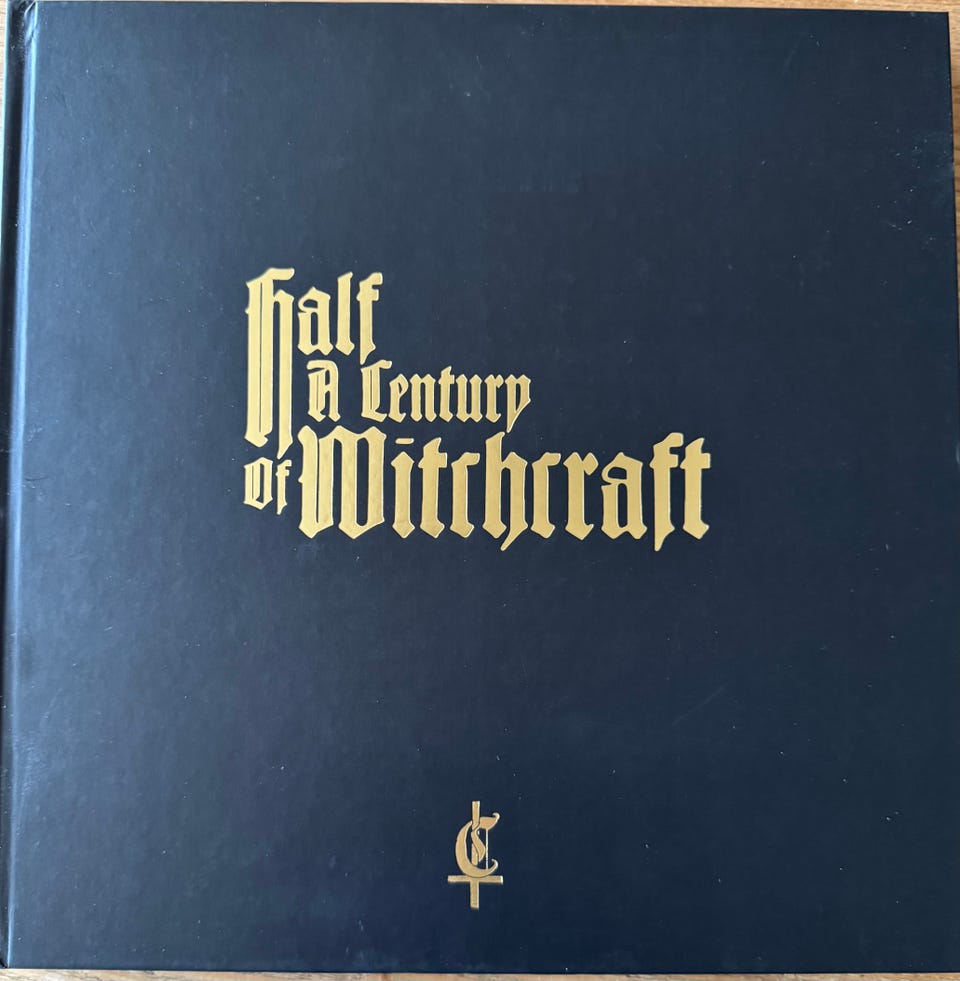 Half
A Century
Of Witchcraft
C